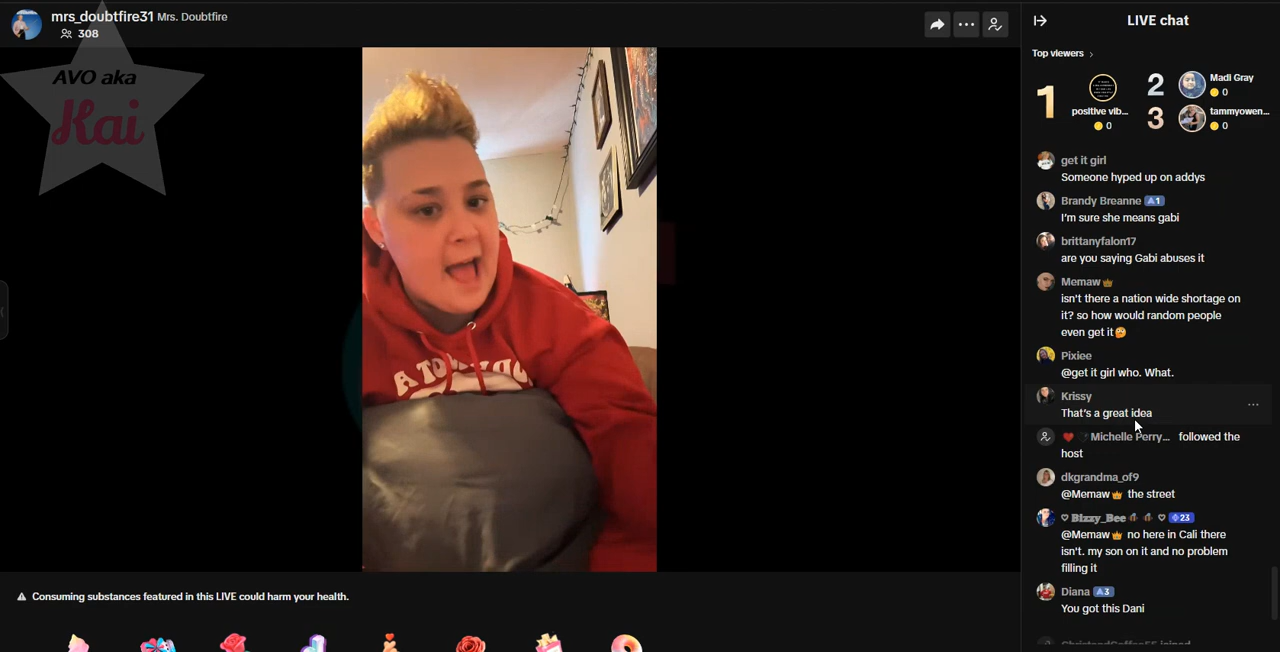 mrs_doubtfire31 Mrs. Doubtfire
308
AVO aka
Kai
LIVE chat
Top viewers >
1
positive vib...
0
2
Madi Gray
0
3
tammyowen...
0
get it girl
Someone hyped up on addys
Brandy Breanne 1
I'm sure she means gabi
brittanyfalon17
are you saying Gabi abuses it
Memaw👑
isn't there a nation wide shortage on
it? so how would random people
even get it🤔
Pixiee
@get it girl who. What.
Krissy
That's a great idea
❤️🖤Michelle Perry... followed the
host
dkgrandma_of9
@Memaw👑 the street
♡ Bizzy_Bee🐝 🐝 ♡ 23
@Memaw👑 no here in Cali there
isn't. my son on it and no problem
filling it
Diana 3
You got this Dani
Consuming substances featured in this LIVE could harm your health.